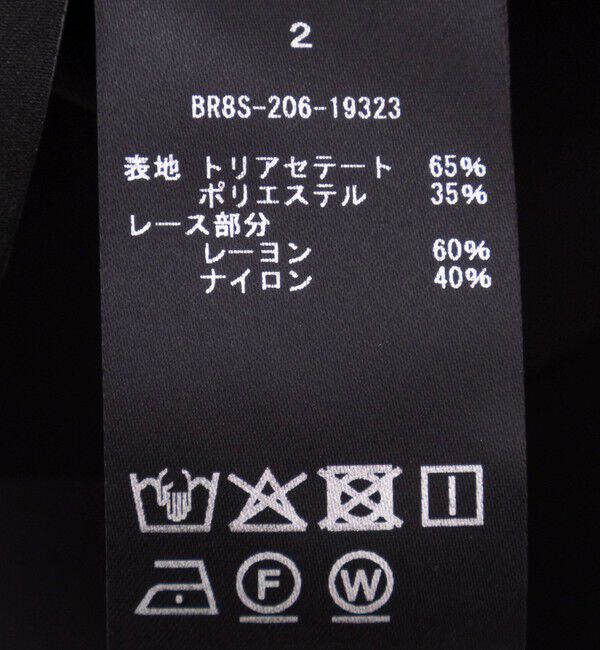 2
BR8S-206-19323
表地 トリアセテート 65%
ポリエステル 35%
レース部分
レーヨン 60%
ナイロン 40%
F W